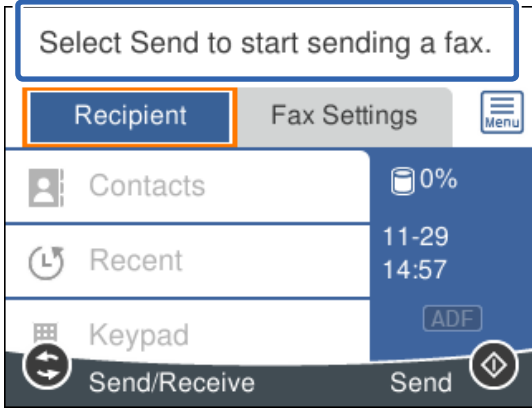 Select Send to start sending a fax.
Recipient
Fax Settings
Menu
Contacts
0%
Recent
11-29
14:57
Keypad
ADF
Send/Receive
Send